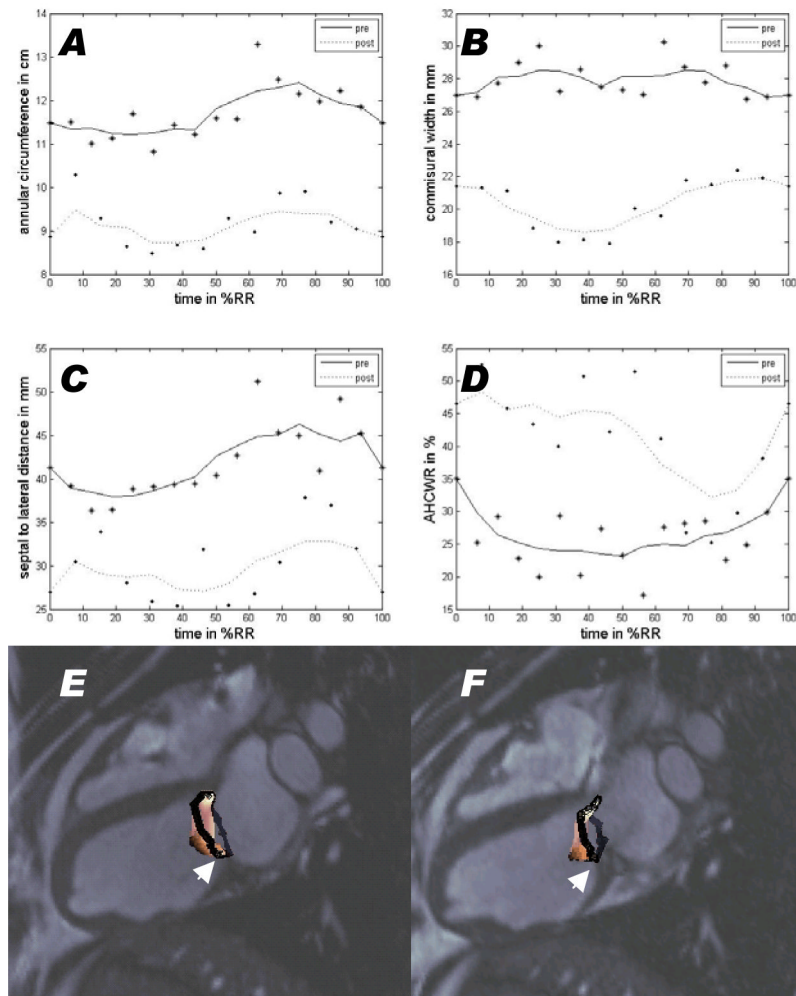 A
pre
post
14
13
12
11
10
9
8
annular circumference in cm
0 10 20 30 40 50 60 70 80 90 100
time in %RR
B
pre
post
32
30
28
26
24
22
20
18
16
commisural width in mm
0 10 20 30 40 50 60 70 80 90 100
time in %RR
C
pre
post
55
50
45
40
35
30
25
septal to lateral distance in mm
0 10 20 30 40 50 60 70 80 90 100
time in %RR
D
pre
post
55
50
45
40
35
30
25
20
15
AHCWR in %
0 10 20 30 40 50 60 70 80 90 100
time in %RR
E
F